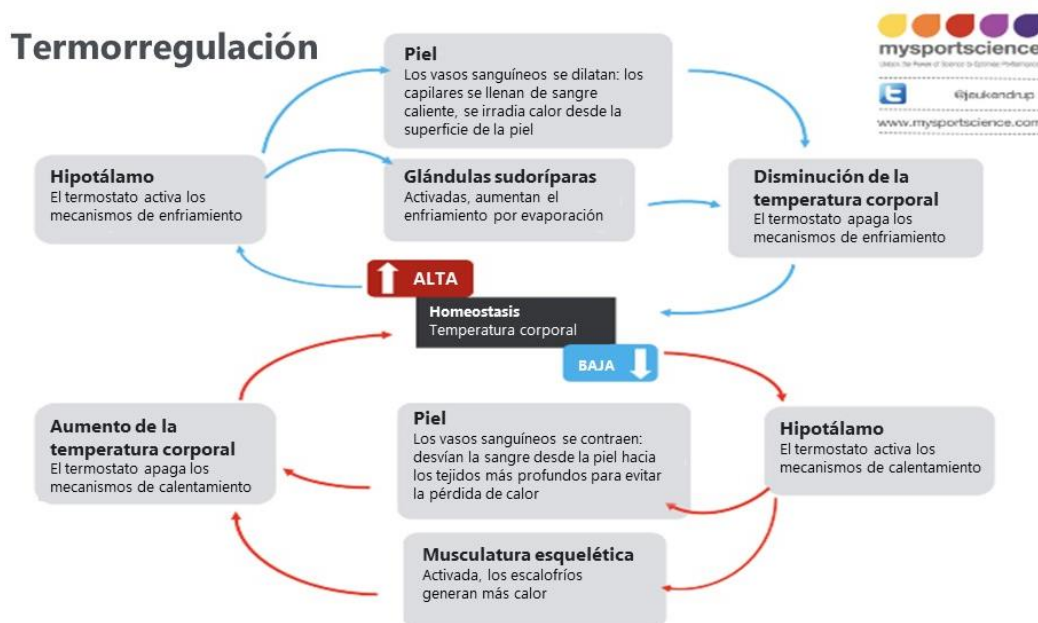 Termorregulación
mysportscience
@jeukendrup
www.mysportscience.com
Piel
Los vasos sanguíneos se dilatan: los
capilares se llenan de sangre
caliente, se irradia calor desde la
superficie de la piel
Hipotálamo
El termostato activa los
mecanismos de enfriamiento
Glándulas sudoríparas
Activadas, aumentan el
enfriamiento por evaporación
Disminución de la
temperatura corporal
El termostato apaga los
mecanismos de enfriamiento
ALTA
Homeostasis
Temperatura corporal
BAJA
Aumento de la
temperatura corporal
El termostato apaga los
mecanismos de calentamiento
Piel
Los vasos sanguíneos se contraen:
desvían la sangre desde la piel hacia
los tejidos más profundos para evitar
la pérdida de calor
Hipotálamo
El termostato activa los
mecanismos de calentamiento
Musculatura esquelética
Activada, los escalofríos
generan más calor